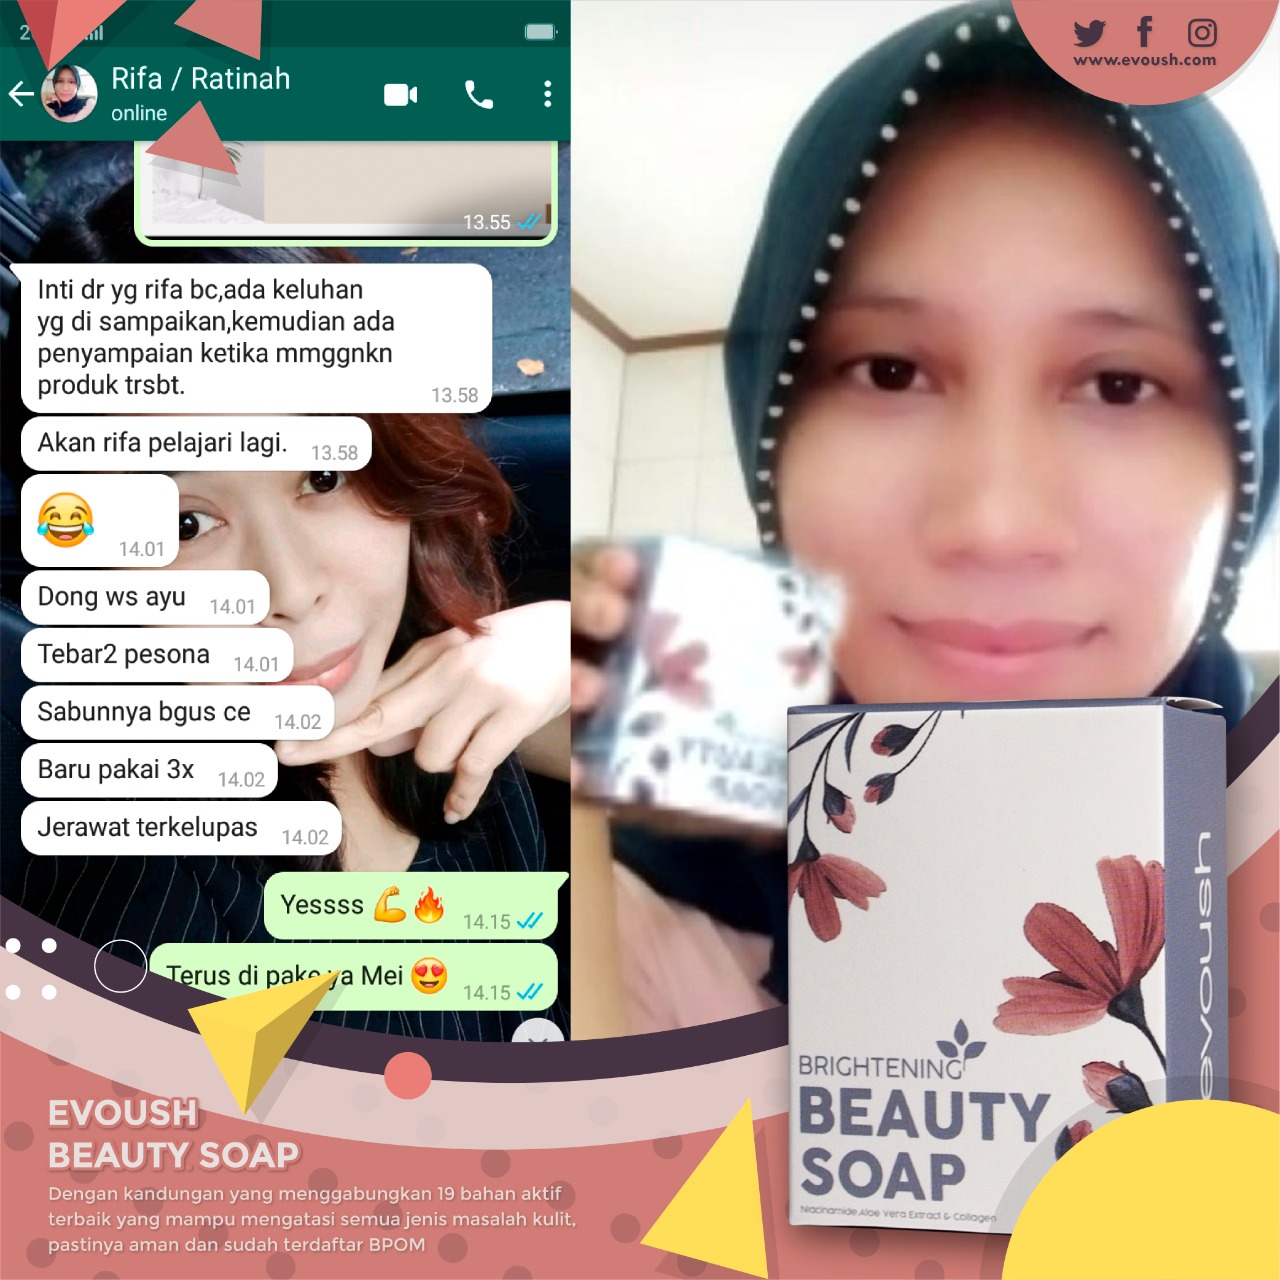 Rifa / Ratinah
online
13.55
Inti dr yg rifa bc,ada keluhan
yg di sampaikan,kemudian ada
penyampaian ketika mmggnkn
produk trsbt.
13.58
Akan rifa pelajari lagi.
13.58
😂
14.01
Dong ws ayu
14.01
Tebar2 pesona
14.01
Sabunnya bgus ce
14.02
Baru pakai 3x
14.02
Jerawat terkelupas
14.02
Yessss 💪🔥
14.15
Terus di pake ya Mei 😍
14.15
www.evoush.com
BEAUTY
SOAP
evoush
BRIGHTENING
BEAUTY
SOAP
Niacinamide,Aloe Vera Extract & Collagen
EVOUSH
BEAUTY SOAP
Dengan kandungan yang menggabungkan 19 bahan aktif
terbaik yang mampu mengatasi semua jenis masalah kulit,
pastinya aman dan sudah terdaftar BPOM